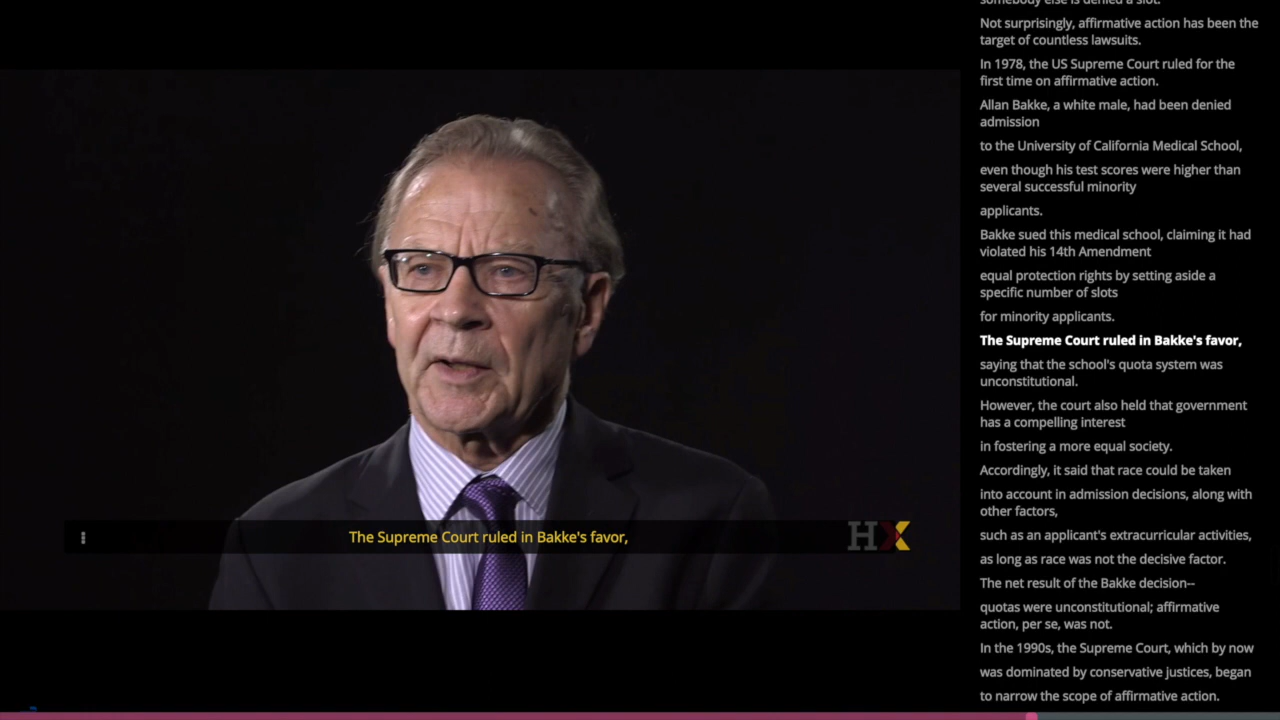 somebody else is denied a slot.
Not surprisingly, affirmative action has been the
target of countless lawsuits.
In 1978, the US Supreme Court ruled for the
first time on affirmative action.
Allan Bakke, a white male, had been denied
admission
to the University of California Medical School,
even though his test scores were higher than
several successful minority
applicants.
Bakke sued this medical school, claiming it had
violated his 14th Amendment
equal protection rights by setting aside a
specific number of slots
for minority applicants.
The Supreme Court ruled in Bakke's favor,
saying that the school's quota system was
unconstitutional.
However, the court also held that government
has a compelling interest
in fostering a more equal society.
Accordingly, it said that race could be taken
into account in admission decisions, along with
other factors,
such as an applicant's extracurricular activities,
as long as race was not the decisive factor.
The net result of the Bakke decision--
quotas were unconstitutional; affirmative
action, per se, was not.
In the 1990s, the Supreme Court, which by now
was dominated by conservative justices, began
to narrow the scope of affirmative action.
The Supreme Court ruled in Bakke's favor,
HX